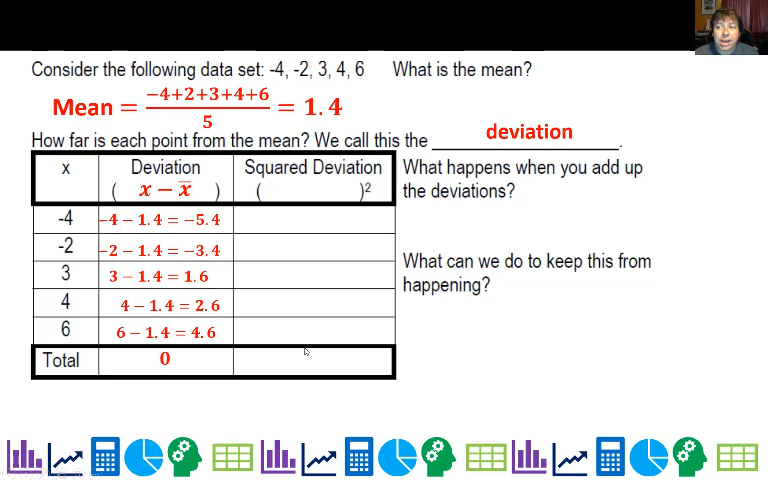 Consider the following data set: -4, -2, 3, 4, 6 What is the mean?
Mean = −4+2+3+4+6 / 5 = 1.4
How far is each point from the mean? We call this the deviation.
x Deviation Squared Deviation
( x − x̅ ) ( )²
-4 −4 − 1.4 = −5.4
-2 −2 − 1.4 = −3.4
3 3 − 1.4 = 1.6
4 4 − 1.4 = 2.6
6 6 − 1.4 = 4.6
Total 0
What happens when you add up
the deviations?
What can we do to keep this from
happening?